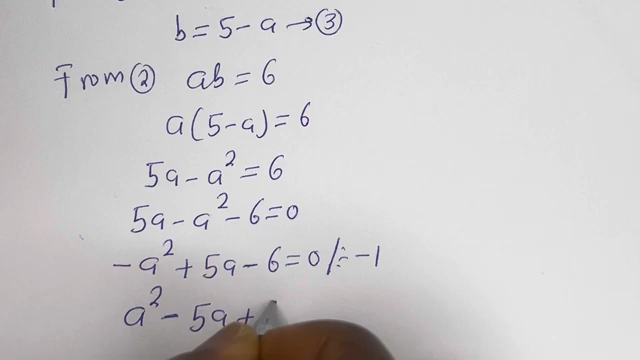 b = 5 - a → ③
From ② ab = 6
a(5-a) = 6
5a - a² = 6
5a - a² - 6 = 0
-a² + 5a - 6 = 0 /÷ -1
a² - 5a +